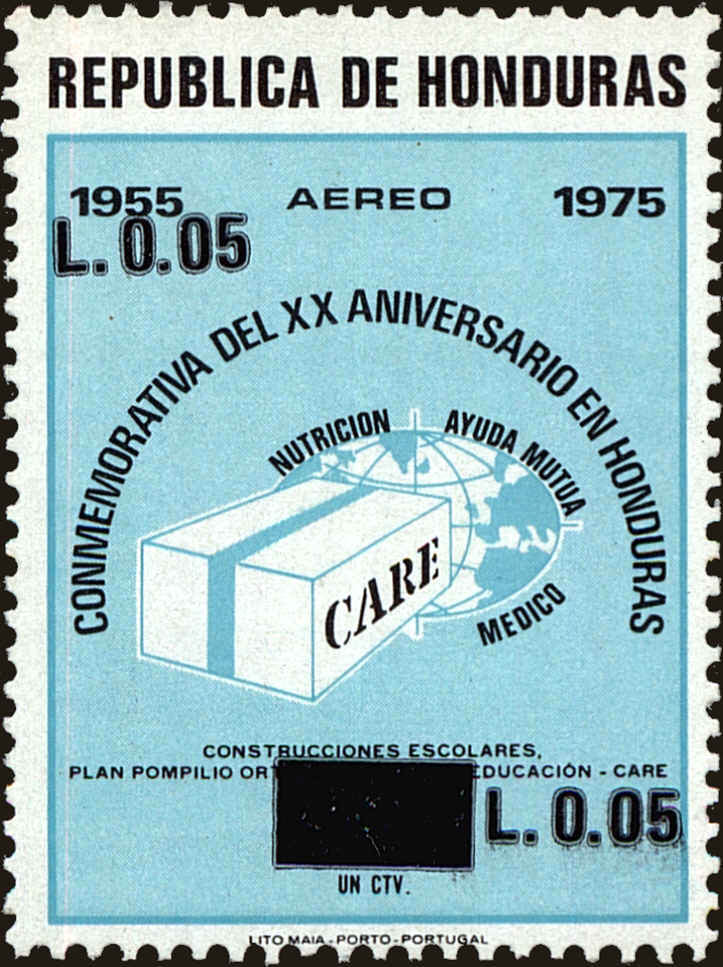 REPUBLICA DE HONDURAS
1955 AEREO 1975
L. 0.05
CONMEMORATIVA DEL XX ANIVERSARIO EN HONDURAS
NUTRICION AYUDA MUTUA
MEDICO
CARE
CONSTRUCCIONES ESCOLARES,
PLAN POMPILIO ORT EDUCACIÓN - CARE
L. 0.05
UN CTV.
LITO MAIA - PORTO - PORTUGAL